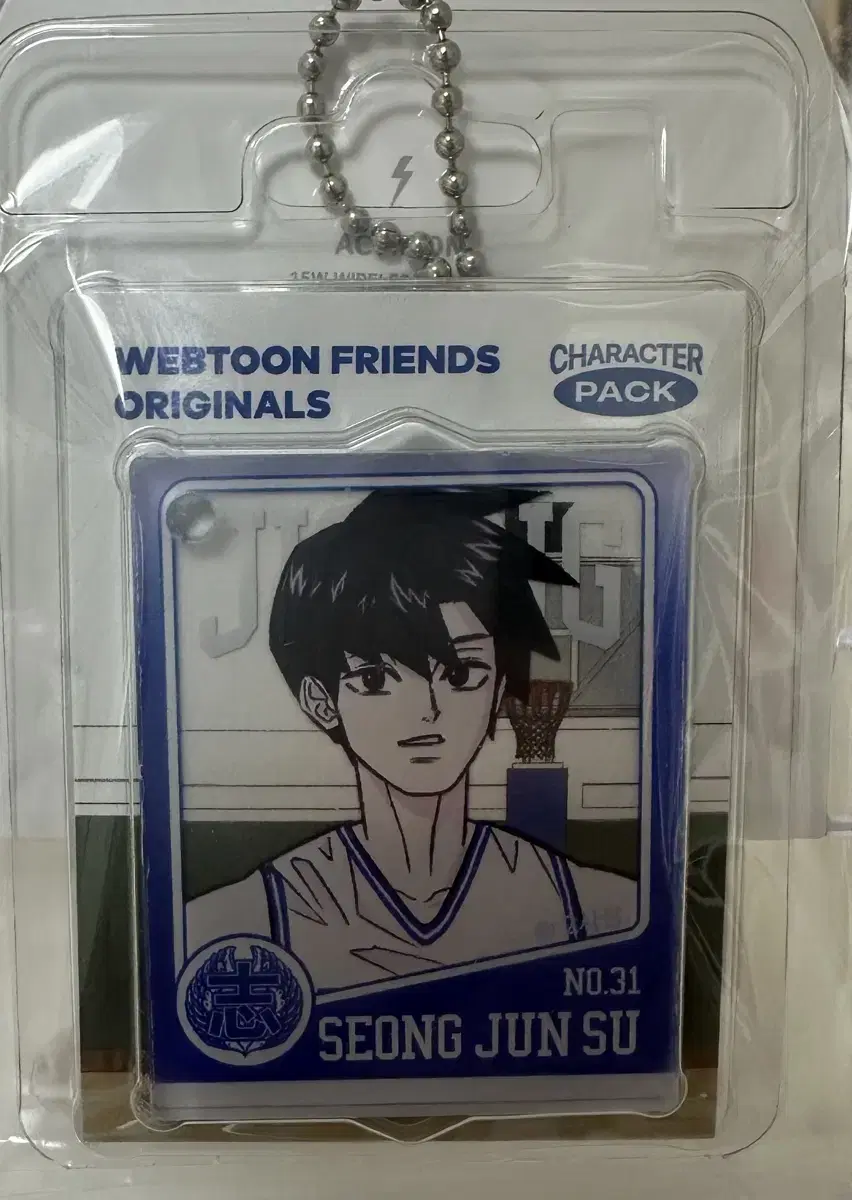 WEBTOON FRIENDS
ORIGINALS
CHARACTER
PACK
志
NO.31
SEONG JUN SU